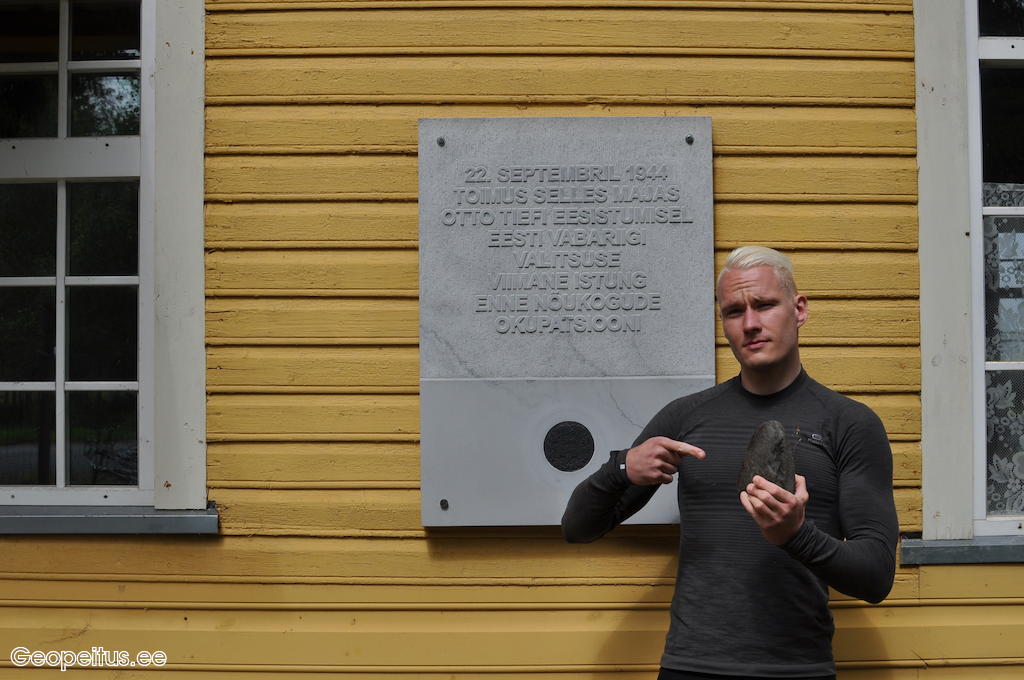 22. SEPTEMBRIL 1944
TOIMUS SELLES MAJAS
OTTO TIEFI EESISTUMISEL
EESTI VABARIIGI
VALITSUSE
VIIMANE ISTUNG
ENNE NÕUKOGUDE
OKUPATSIOONI
Geopeitus.ee